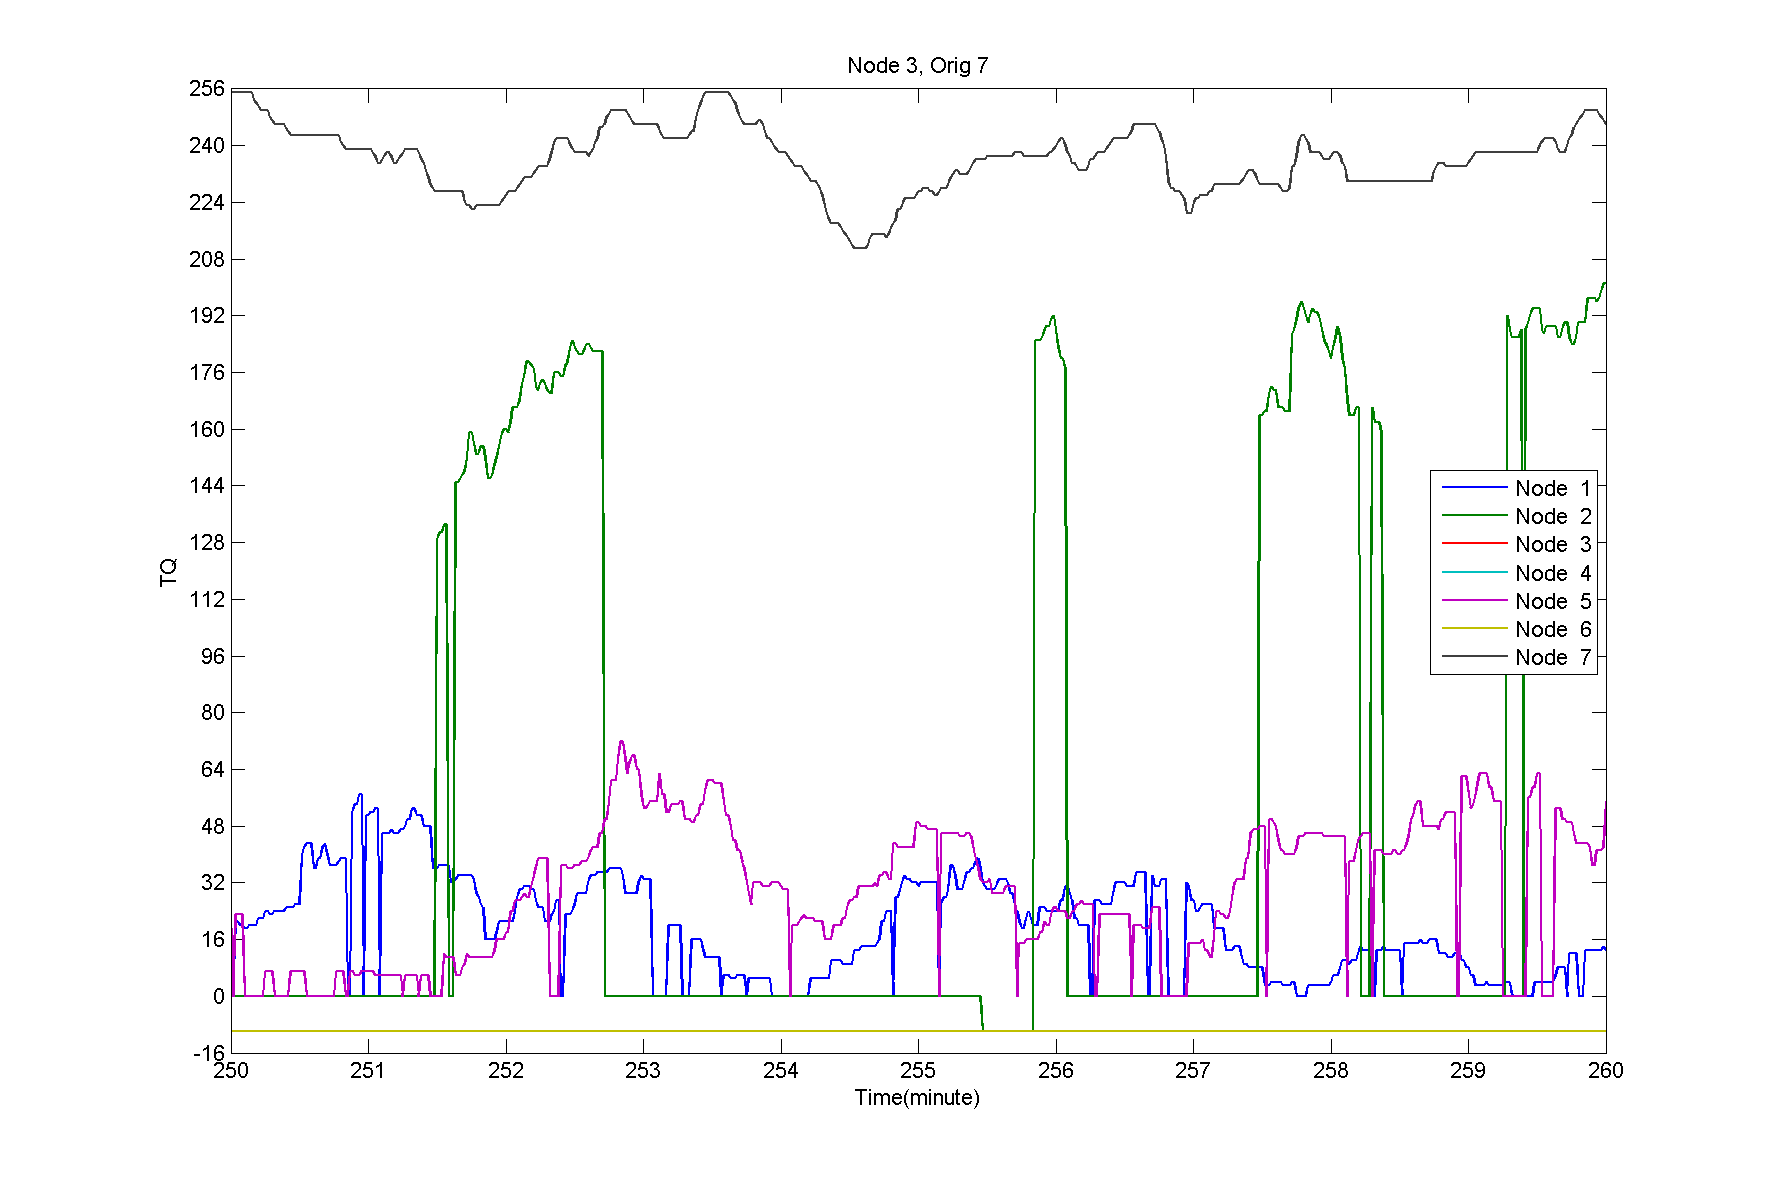 Node 3, Orig 7
256
240
224
208
192
176
160
144
128
112
96
80
64
48
32
16
0
-16
TQ
Node 1
Node 2
Node 3
Node 4
Node 5
Node 6
Node 7
250 251 252 253 254 255 256 257 258 259 260
Time(minute)